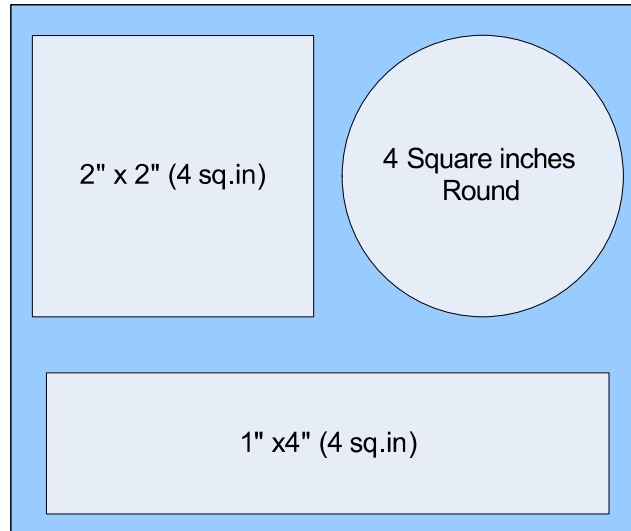 2" x 2" (4 sq.in)
4 Square inches
Round
1" x4" (4 sq.in)